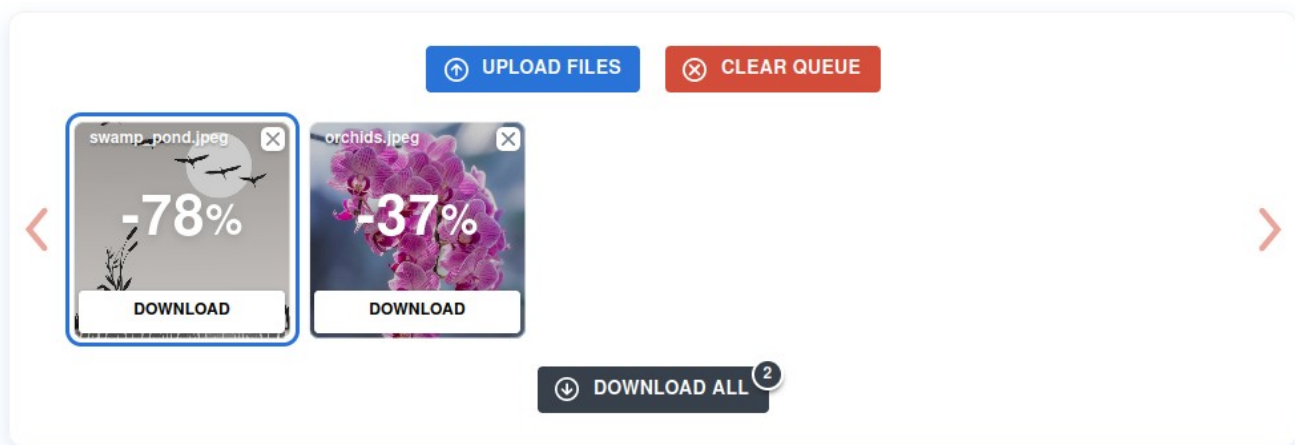 UPLOAD FILES
CLEAR QUEUE
swamp_pond.jpeg
-78%
DOWNLOAD
orchids.jpeg
-37%
DOWNLOAD
DOWNLOAD ALL
2